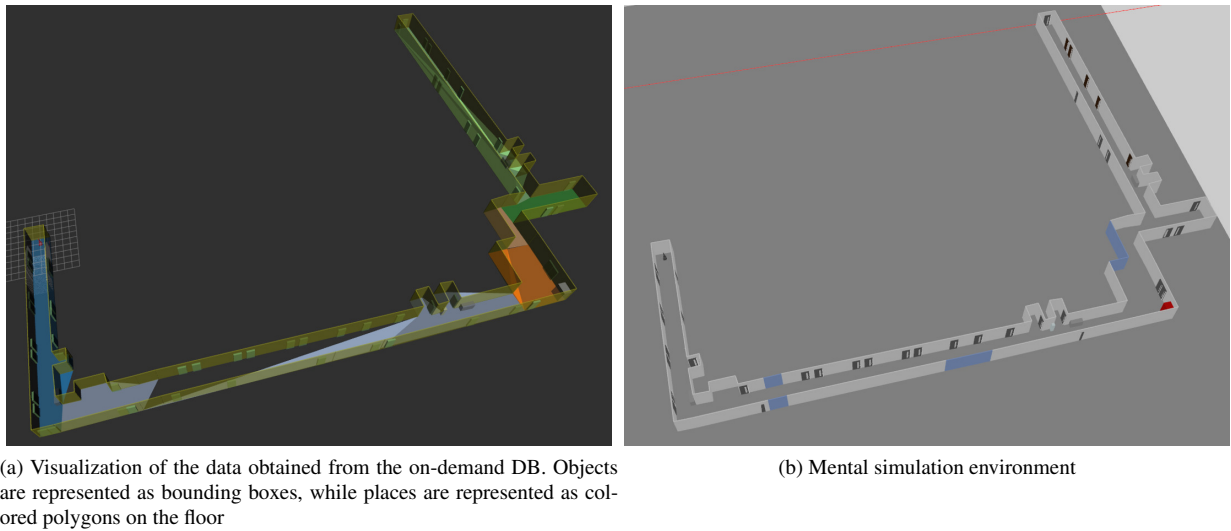 (a) Visualization of the data obtained from the on-demand DB. Objects
are represented as bounding boxes, while places are represented as col-
ored polygons on the floor
(b) Mental simulation environment